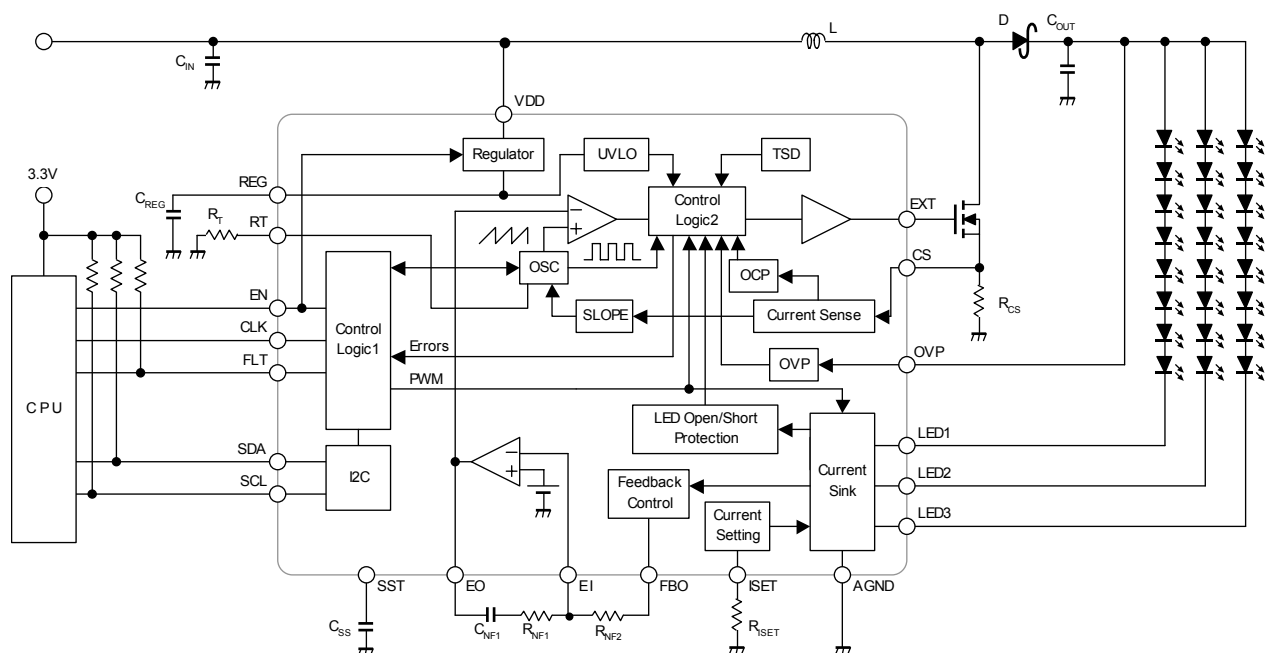 L
D
COUT
CIN
VDD
Regulator
UVLO
TSD
3.3V
REG
CREG
Control
Logic2
EXT
RT
RT
OSC
OCP
CS
RCS
SLOPE
Current Sense
EN
CLK
FLT
Control
Logic1
Errors
PWM
OVP
OVP
CPU
LED Open/Short
Protection
LED1
SDA
SCL
I2C
Feedback
Control
Current
Sink
LED2
Current
Setting
LED3
SST
EO
EI
FBO
ISET
AGND
CSS
CNF1
RNF1
RNF2
RISET